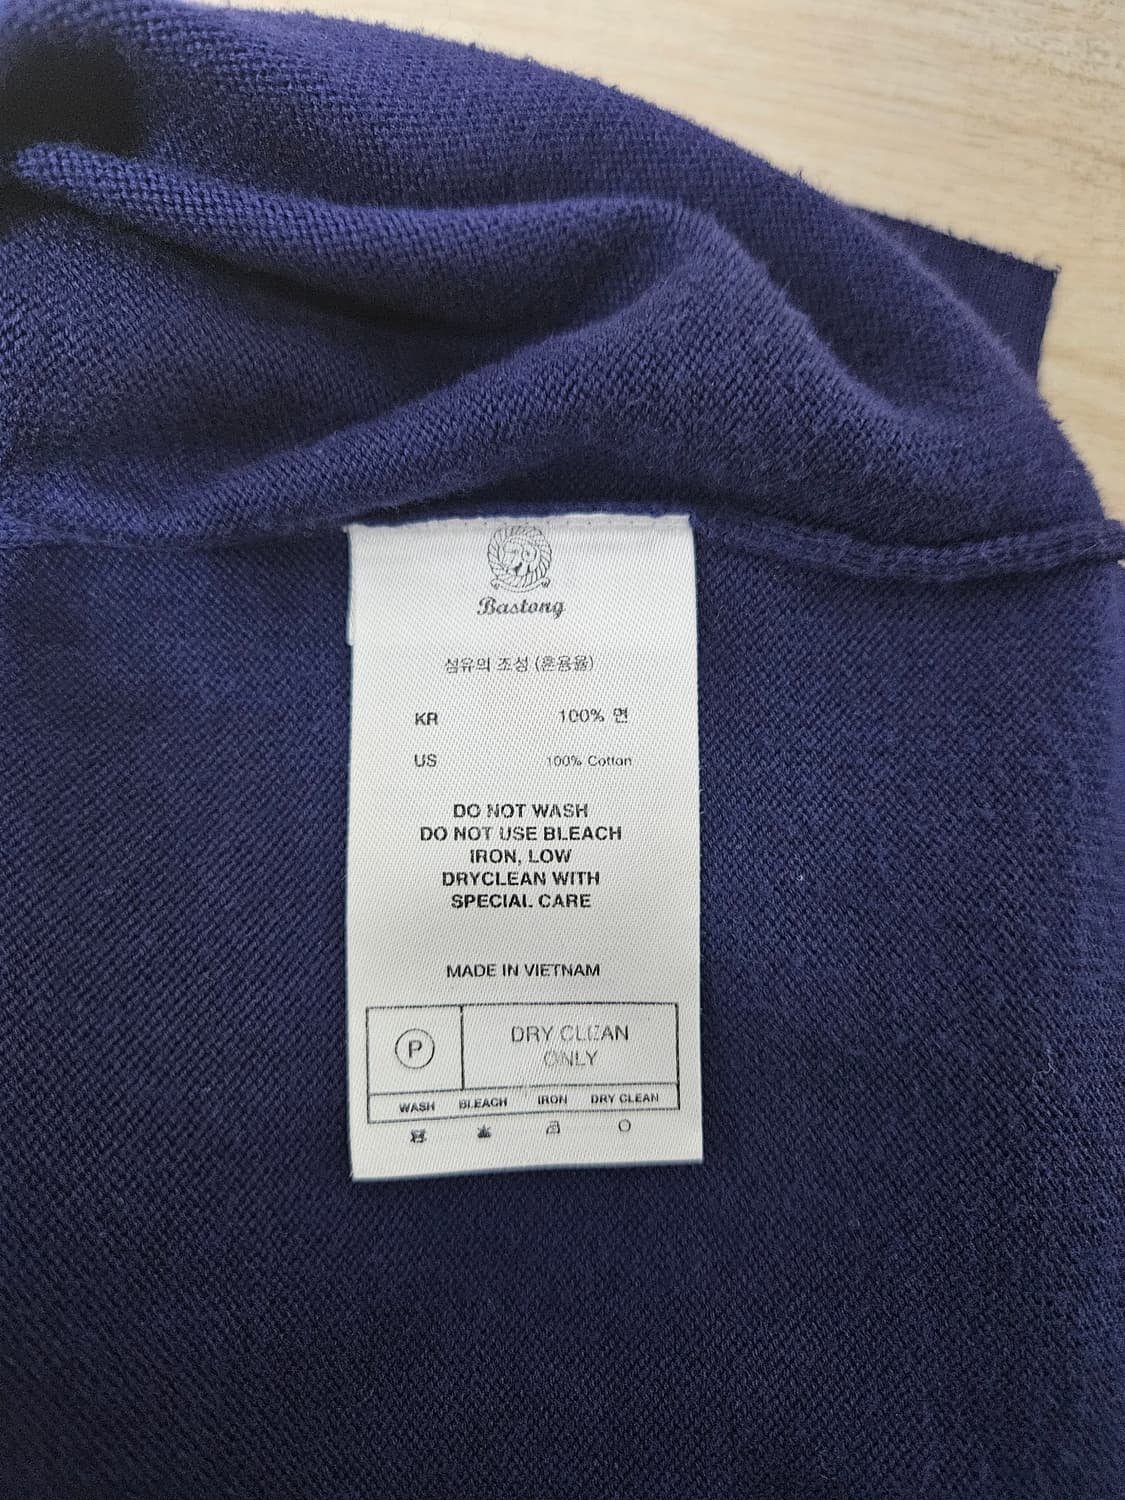 Bastong
섬유의 조성 (혼용율)
KR 100% 면
US 100% Cotton
DO NOT WASH
DO NOT USE BLEACH
IRON, LOW
DRYCLEAN WITH
SPECIAL CARE
MADE IN VIETNAM
P
DRY CLEAN
ONLY
WASH BLEACH IRON DRY CLEAN